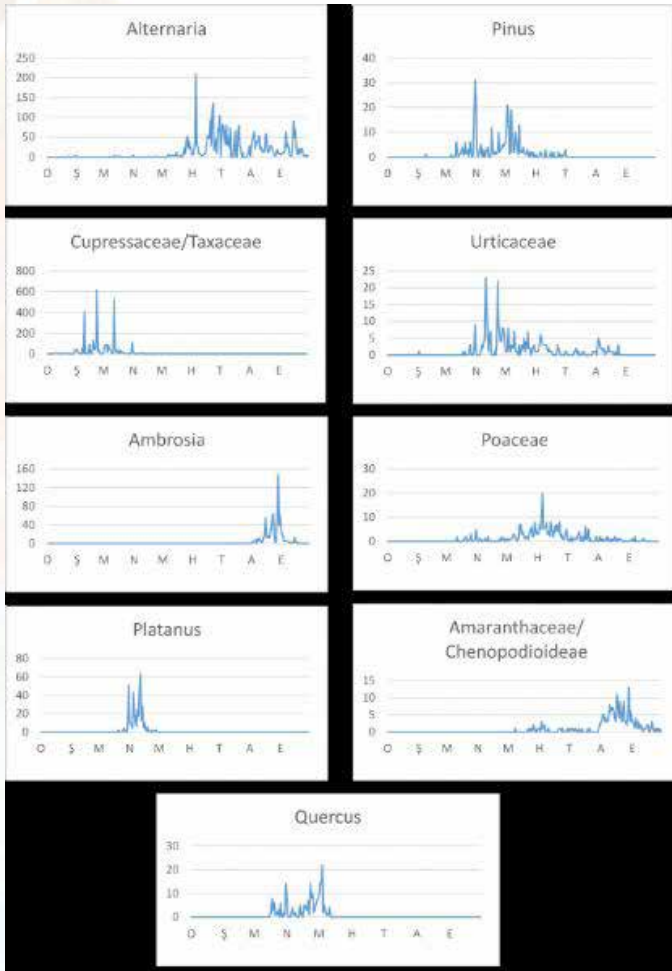 Alternaria
250
200
150
100
50
0
O Ş M N M H T A E
Pinus
40
30
20
10
0
O Ş M N M H T A E
Cupressaceae/Taxaceae
800
600
400
200
0
O Ş M N M H T A E
Urticaceae
25
20
15
10
5
0
O Ş M N M H T A E
Ambrosia
160
120
80
40
0
O Ş M N M H T A E
Poaceae
30
20
10
0
O Ş M N M H T A E
Platanus
80
60
40
20
0
O Ş M N M H T A E
Amaranthaceae/
Chenopodioideae
15
10
5
0
O Ş M N M H T A E
Quercus
30
20
10
0
O Ş M N M H T A E